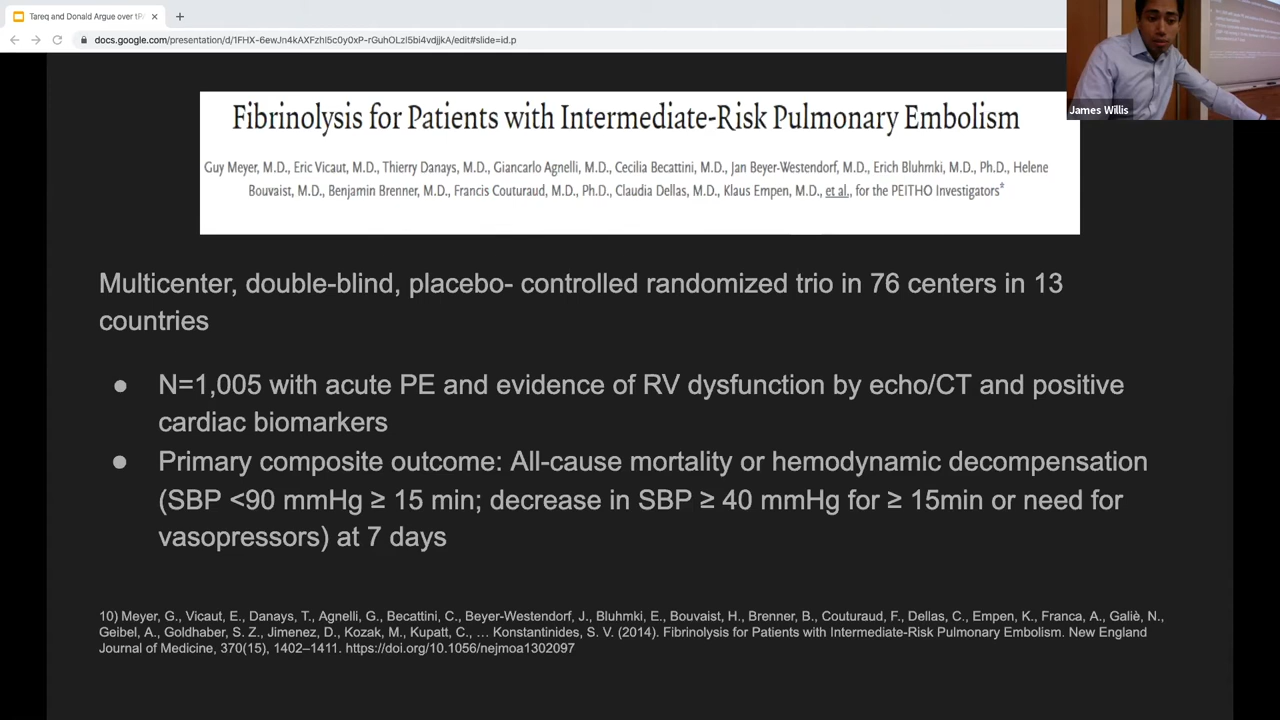 Tareq and Donald Argue over tP
docs.google.com/presentation/d/1FHX-6ewJn4kAXFzhl5c0y0xP-rGuhOLzl5bi4vdjjkA/edit#slide=id.p
James Willis
Fibrinolysis for Patients with Intermediate-Risk Pulmonary Embolism
Guy Meyer, M.D., Eric Vicaut, M.D., Thierry Danays, M.D., Giancarlo Agnelli, M.D., Cecilia Becattini, M.D., Jan Beyer-Westendorf, M.D., Erich Bluhmki, M.D., Ph.D., Helene
Bouvaist, M.D., Benjamin Brenner, M.D., Francis Couturaud, M.D., Ph.D., Claudia Dellas, M.D., Klaus Empen, M.D., et al., for the PEITHO Investigators*
Multicenter, double-blind, placebo- controlled randomized trio in 76 centers in 13
countries
● N=1,005 with acute PE and evidence of RV dysfunction by echo/CT and positive
cardiac biomarkers
● Primary composite outcome: All-cause mortality or hemodynamic decompensation
(SBP <90 mmHg ≥ 15 min; decrease in SBP ≥ 40 mmHg for ≥ 15min or need for
vasopressors) at 7 days
10) Meyer, G., Vicaut, E., Danays, T., Agnelli, G., Becattini, C., Beyer-Westendorf, J., Bluhmki, E., Bouvaist, H., Brenner, B., Couturaud, F., Dellas, C., Empen, K., Franca, A., Galiè, N.,
Geibel, A., Goldhaber, S. Z., Jimenez, D., Kozak, M., Kupatt, C., … Konstantinides, S. V. (2014). Fibrinolysis for Patients with Intermediate-Risk Pulmonary Embolism. New England
Journal of Medicine, 370(15), 1402–1411. https://doi.org/10.1056/nejmoa1302097